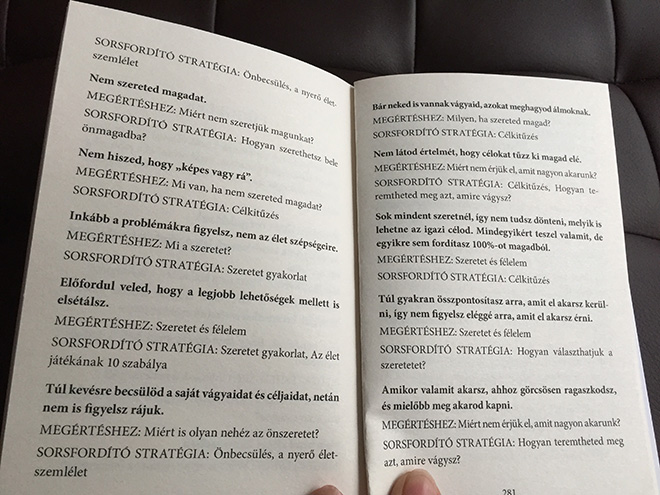 SORSFORDÍTÓ STRATÉGIA: Önbecsülés, a nyerő élet-
szemlélet
Nem szereted magadat.
MEGÉRTÉSHEZ: Miért nem szeretjük magunkat?
SORSFORDÍTÓ STRATÉGIA: Hogyan szerethetsz bele
önmagadba?
Nem hiszed, hogy „képes vagy rá”.
MEGÉRTÉSHEZ: Mi van, ha nem szereted magadat?
SORSFORDÍTÓ STRATÉGIA: Célkitűzés
Inkább a problémákra figyelsz, nem az élet szépségeire.
MEGÉRTÉSHEZ: Mi a szeretet?
SORSFORDÍTÓ STRATÉGIA: Szeretet gyakorlat
Előfordul veled, hogy a legjobb lehetőségek mellett is
elsétálsz.
MEGÉRTÉSHEZ: Szeretet és félelem
SORSFORDÍTÓ STRATÉGIA: Szeretet gyakorlat, Az élet
játékának 10 szabálya
Túl kevésre becsülöd a saját vágyaidat és céljaidat, netán
nem is figyelsz rájuk.
MEGÉRTÉSHEZ: Miért is olyan nehéz az önszeretet?
SORSFORDÍTÓ STRATÉGIA: Önbecsülés, a nyerő élet-
szemlélet
Bár neked is vannak vágyaid, azokat meghagyod álmoknak.
MEGÉRTÉSHEZ: Milyen, ha szereted magad?
SORSFORDÍTÓ STRATÉGIA: Célkitűzés
Nem látod értelmét, hogy célokat tűzz ki magad elé.
MEGÉRTÉSHEZ: Miért nem érjük el, amit nagyon akarunk?
SORSFORDÍTÓ STRATÉGIA: Célkitűzés, Hogyan te-
remtheted meg azt, amire vágysz?
Sok mindent szeretnél, így nem tudsz dönteni, melyik is
lehetne az igazi célod. Mindegyikért teszel valamit, de
egyikre sem fordítasz 100%-ot magadból.
MEGÉRTÉSHEZ: Szeretet és félelem
SORSFORDÍTÓ STRATÉGIA: Célkitűzés
Túl gyakran összpontosítasz arra, amit el akarsz kerül-
ni, így nem figyelsz eléggé arra, amit el akarsz érni.
MEGÉRTÉSHEZ: Szeretet és félelem
SORSFORDÍTÓ STRATÉGIA: Hogyan választhatjuk a
szeretetet?
Amikor valamit akarsz, ahhoz görcsösen ragaszkodsz,
és mielőbb meg akarod kapni.
MEGÉRTÉSHEZ: Miért nem érjük el, amit nagyon akarunk?
SORSFORDÍTÓ STRATÉGIA: Hogyan teremtheted meg
azt, amire vágysz?
281